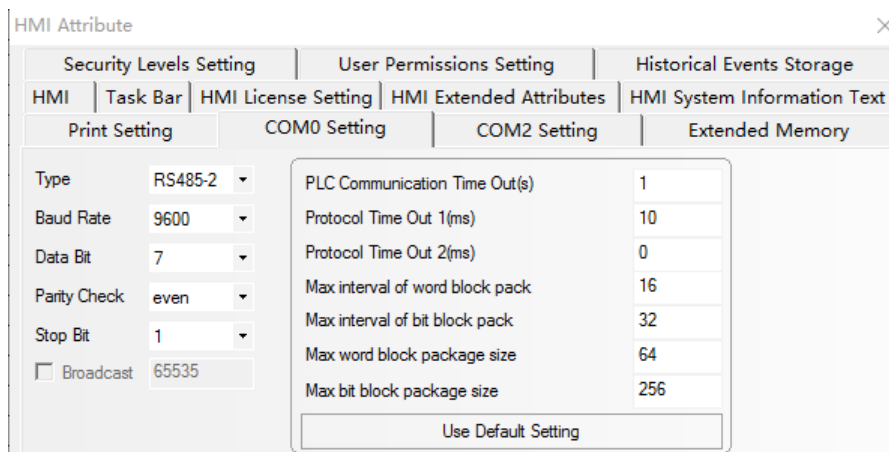 HMI Attribute
Security Levels Setting User Permissions Setting Historical Events Storage
HMI Task Bar HMI License Setting HMI Extended Attributes HMI System Information Text
Print Setting COM0 Setting COM2 Setting Extended Memory
Type RS485-2
Baud Rate 9600
Data Bit 7
Parity Check even
Stop Bit 1
Broadcast 65535
PLC Communication Time Out(s) 1
Protocol Time Out 1(ms) 10
Protocol Time Out 2(ms) 0
Max interval of word block pack 16
Max interval of bit block pack 32
Max word block package size 64
Max bit block package size 256
Use Default Setting